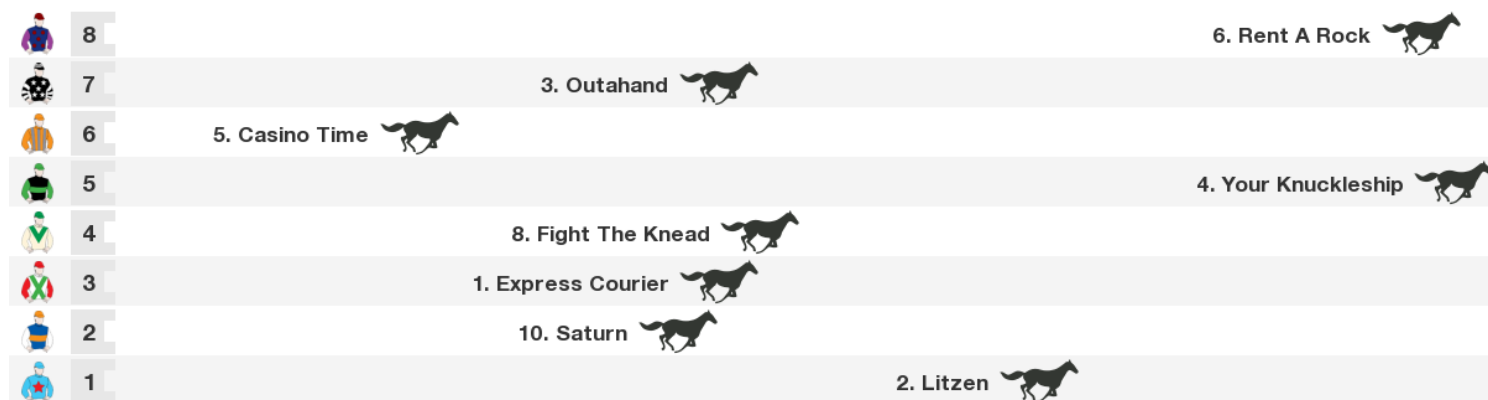 8 6. Rent A Rock
7 3. Outahand
6 5. Casino Time
5 4. Your Knuckleship
4 8. Fight The Knead
3 1. Express Courier
2 10. Saturn
1 2. Litzen